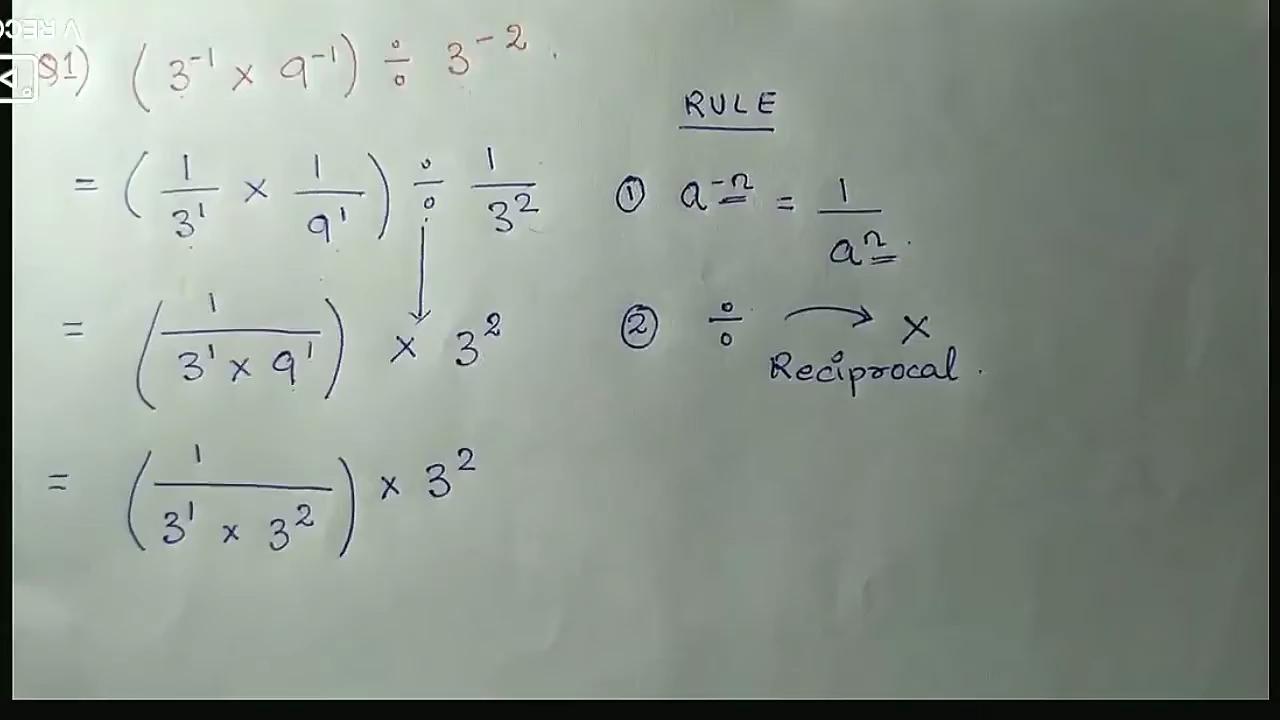 V RECO
Q1) (3⁻¹ × 9⁻¹) ÷ 3⁻².
= (1/3¹ × 1/9¹) ÷ 1/3²
= (1/(3¹ × 9¹)) × 3²
= (1/(3¹ × 3²)) × 3²
RULE
① a⁻ⁿ = 1/aⁿ.
② ÷ → ×
Reciprocal.